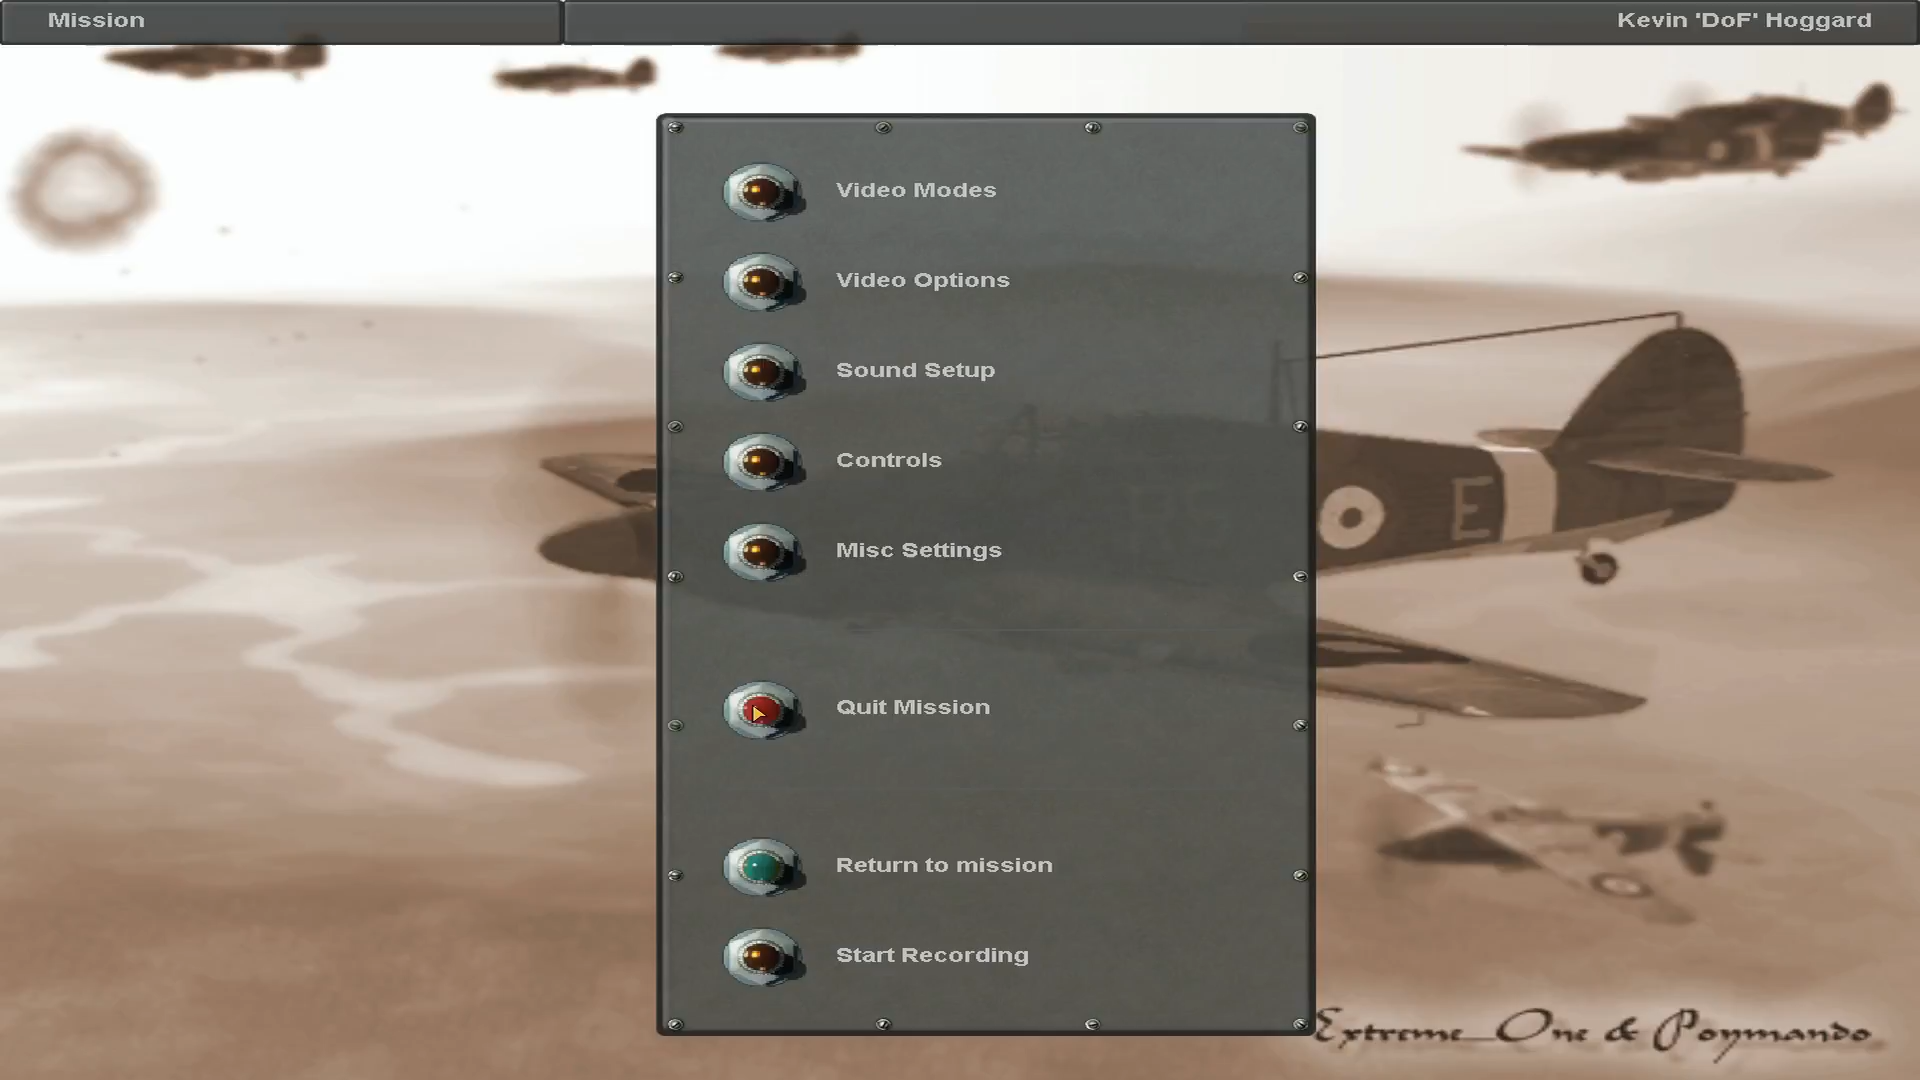 Mission
Kevin 'DoF' Hoggard
Video Modes
Video Options
Sound Setup
Controls
E
Misc Settings
Quit Mission
Return to mission
Start Recording
Extreme_One & Poymando